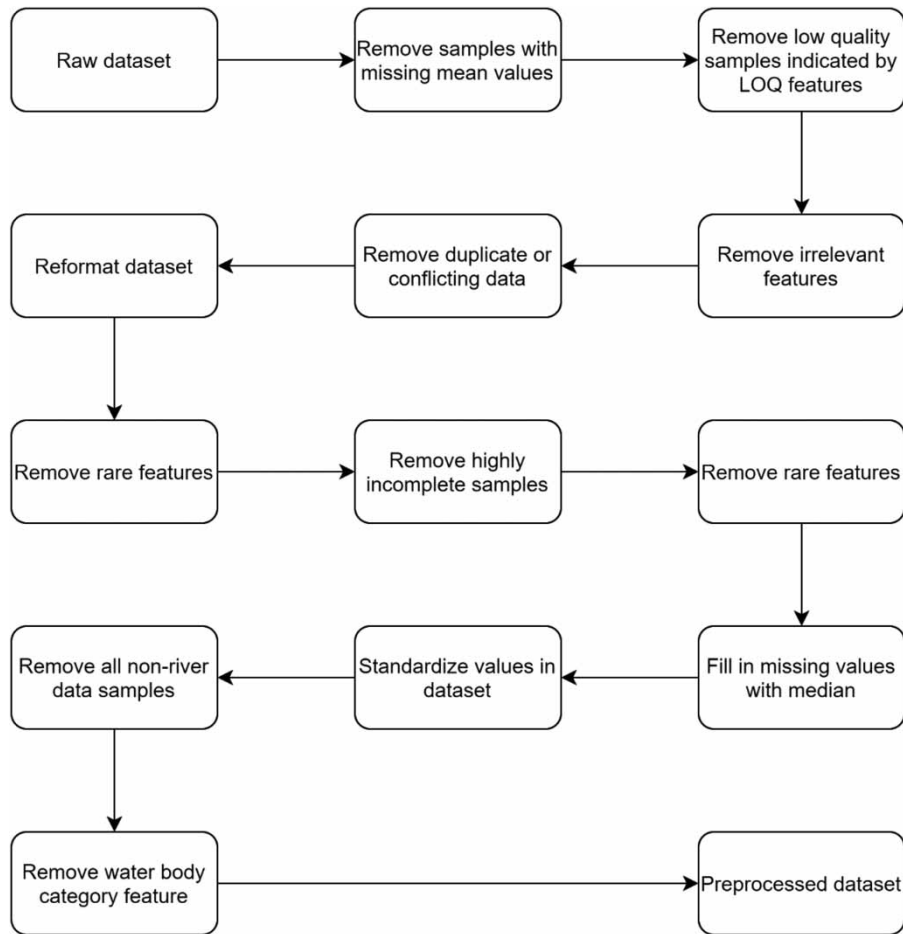 Raw dataset
Remove samples with
missing mean values
Remove low quality
samples indicated by
LOQ features
Remove irrelevant
features
Remove duplicate or
conflicting data
Reformat dataset
Remove rare features
Remove highly
incomplete samples
Remove rare features
Fill in missing values
with median
Standardize values in
dataset
Remove all non-river
data samples
Remove water body
category feature
Preprocessed dataset